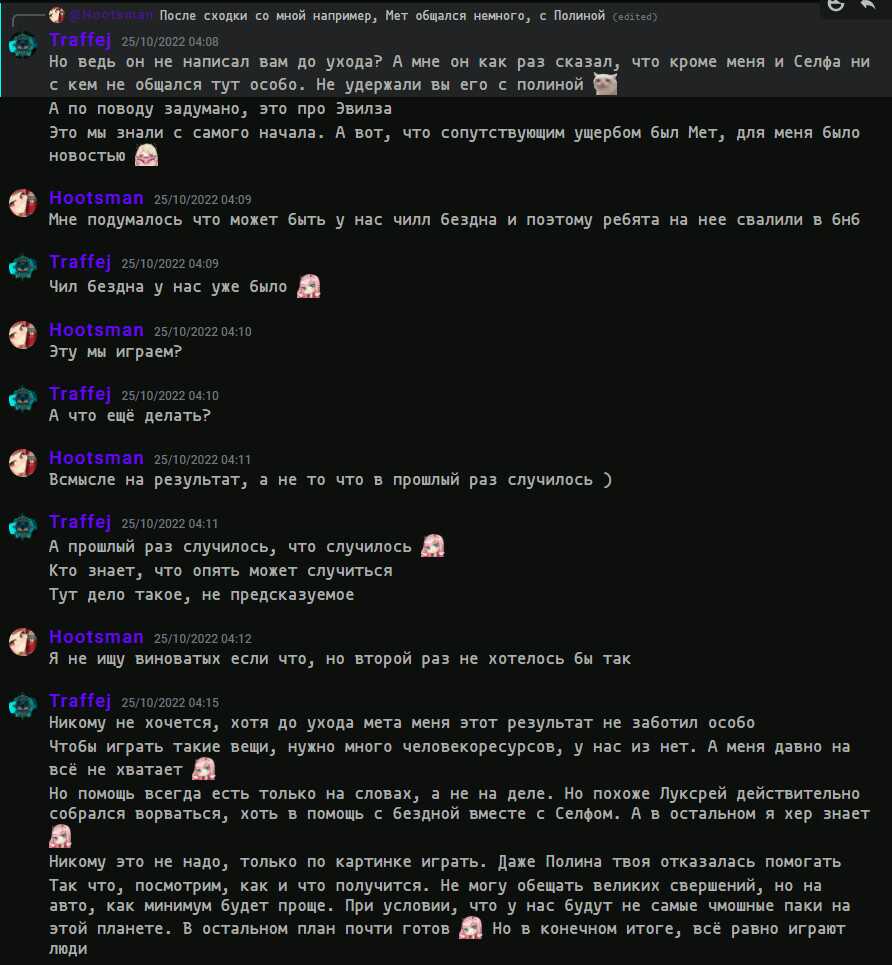 @Hootsman После сходки со мной например, Мет общался немного, с Полиной (edited)
Traffej 25/10/2022 04:08
Но ведь он не написал вам до ухода? А мне он как раз сказал, что кроме меня и Селфа ни
с кем не общался тут особо. Не удержали вы его с полиной
А по поводу задумано, это про Эвилза
Это мы знали с самого начала. А вот, что сопутствующим ущербом был Мет, для меня было
новостью
Hootsman 25/10/2022 04:09
Мне подумалось что может быть у нас чилл бездна и поэтому ребята на нее свалили в бнб
Traffej 25/10/2022 04:09
Чил бездна у нас уже было
Hootsman 25/10/2022 04:10
Эту мы играем?
Traffej 25/10/2022 04:10
А что ещё делать?
Hootsman 25/10/2022 04:11
Всмысле на результат, а не то что в прошлый раз случилось )
Traffej 25/10/2022 04:11
А прошлый раз случилось, что случилось
Кто знает, что опять может случиться
Тут дело такое, не предсказуемое
Hootsman 25/10/2022 04:12
Я не ищу виноватых если что, но второй раз не хотелось бы так
Traffej 25/10/2022 04:15
Никому не хочется, хотя до ухода мета меня этот результат не заботил особо
Чтобы играть такие вещи, нужно много человекоресурсов, у нас из нет. А меня давно на
всё не хватает
Но помощь всегда есть только на словах, а не на деле. Но похоже Луксрей действительно
собрался ворваться, хоть в помощь с бездной вместе с Селфом. А в остальном я хер знает
Никому это не надо, только по картинке играть. Даже Полина твоя отказалась помогать
Так что, посмотрим, как и что получится. Не могу обещать великих свершений, но на
авто, как минимум будет проще. При условии, что у нас будут не самые чмошные паки на
этой планете. В остальном план почти готов Но в конечном итоге, всё равно играют
люди